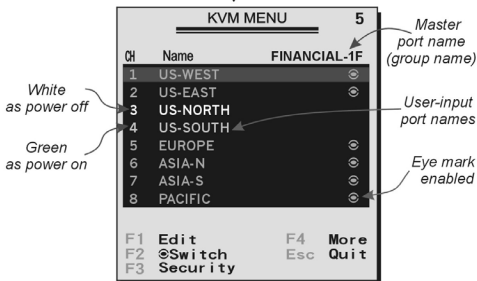 KVM MENU 5
CH Name FINANCIAL-1F
1 US-WEST
2 US-EAST
3 US-NORTH
4 US-SOUTH
5 EUROPE
6 ASIA-N
7 ASIA-S
8 PACIFIC
F1 Edit F4 More
F2 Switch Esc Quit
F3 Security
White
as power off
Green
as power on
Master
port name
(group name)
User-input
port names
Eye mark
enabled